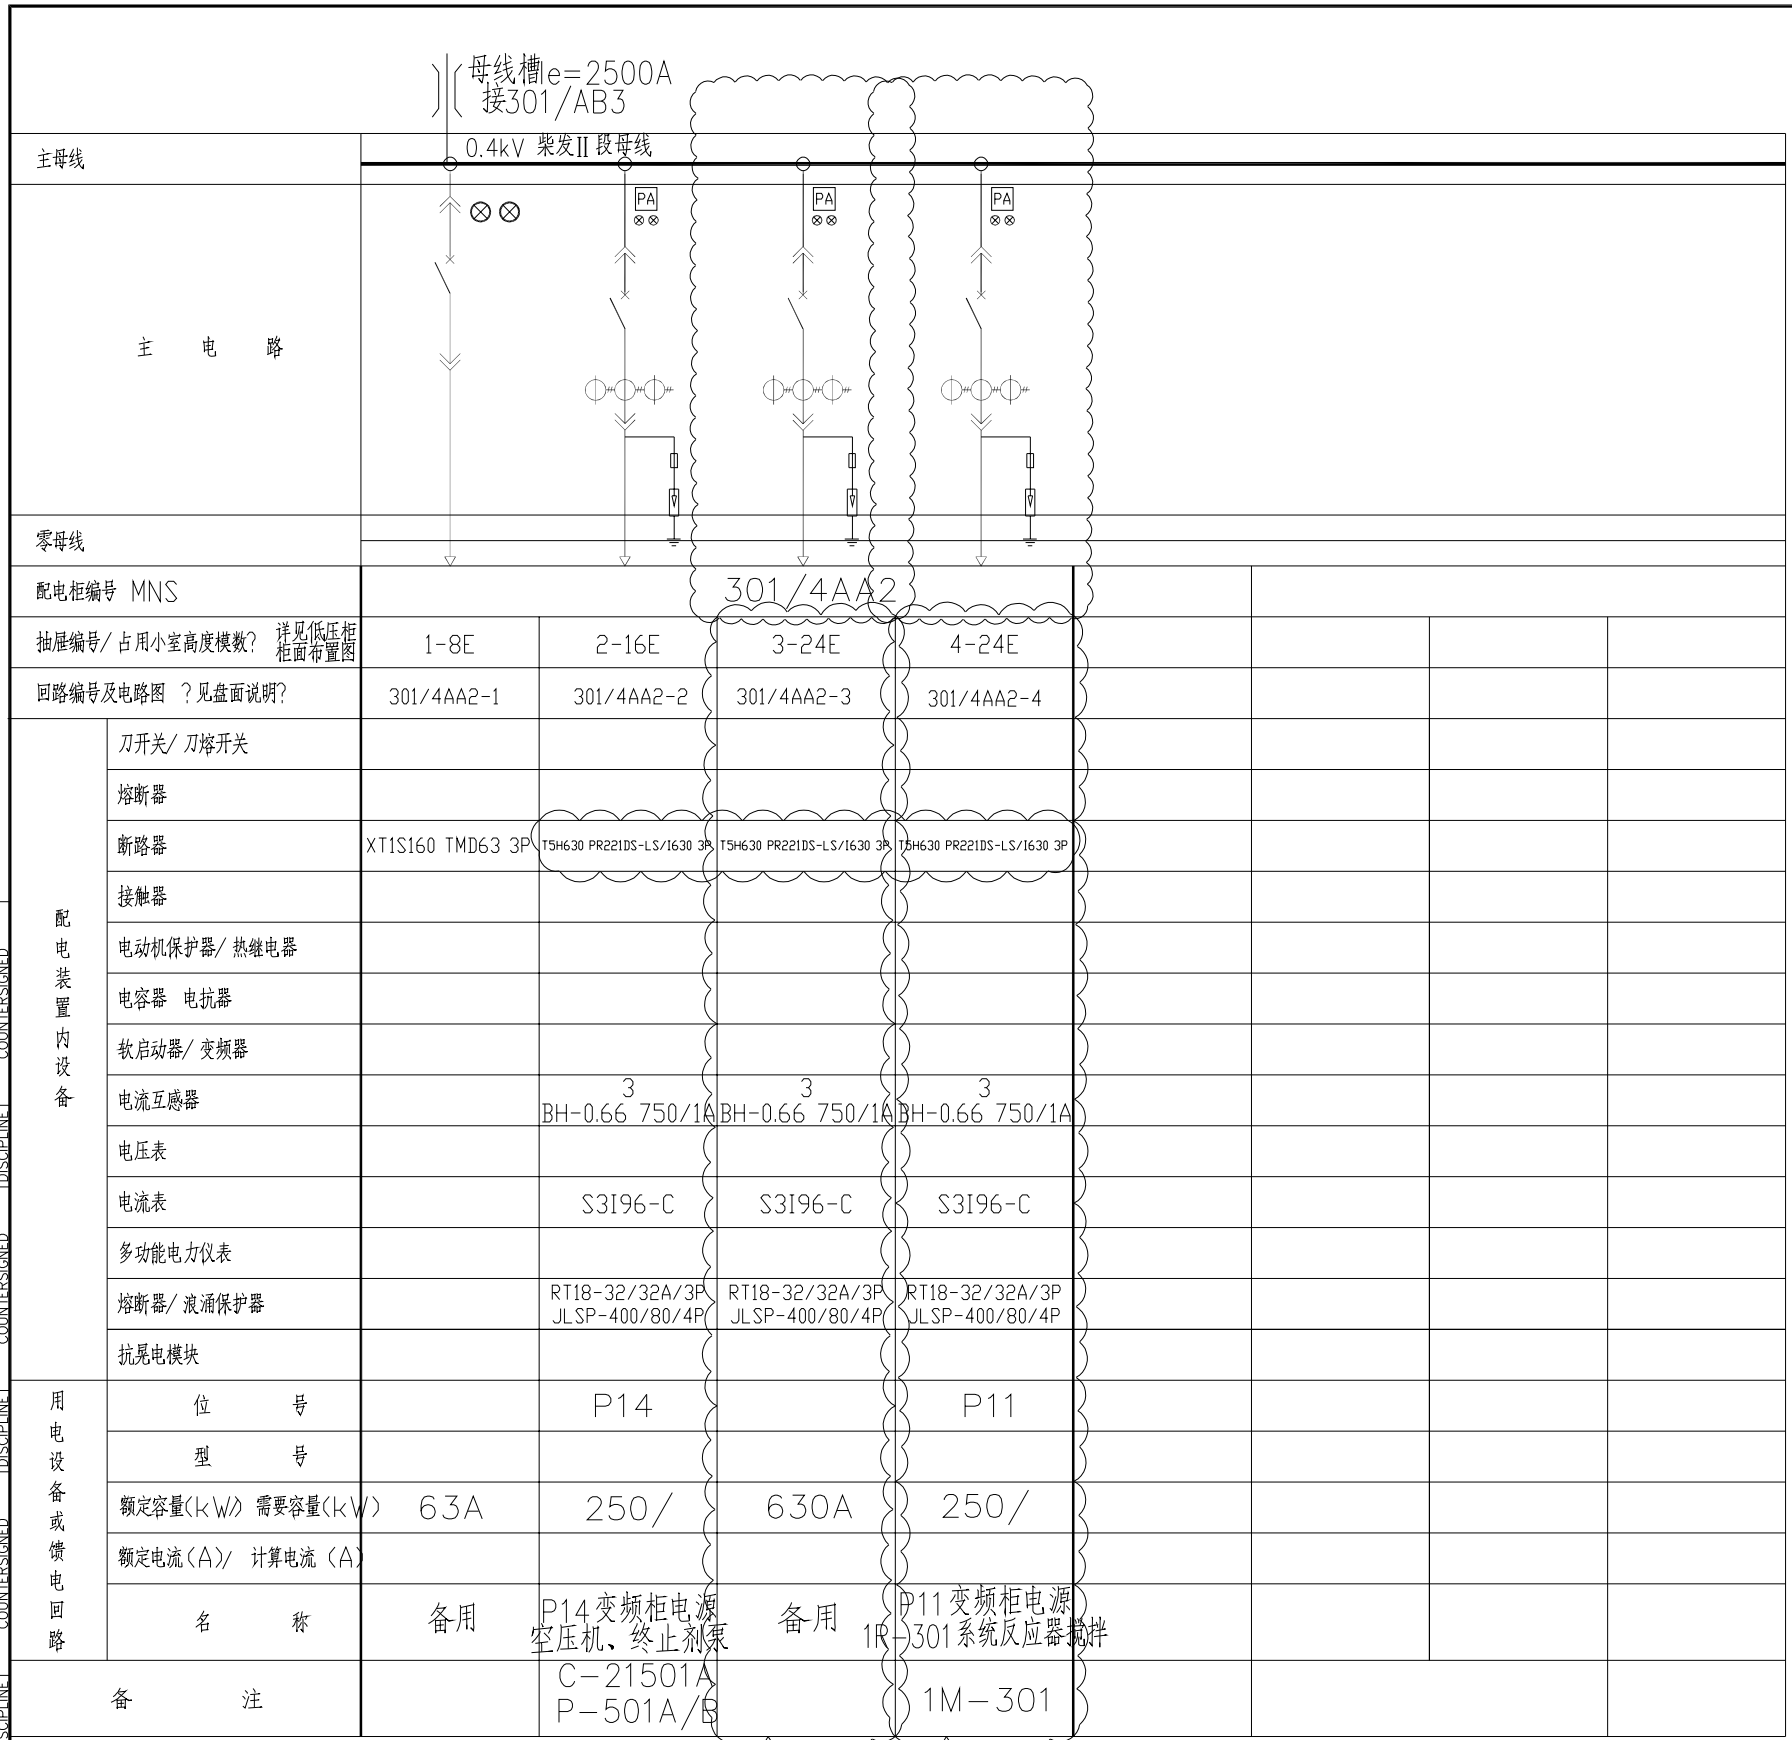 母线槽Ie=2500A
接301/AB3
主母线
0.4kV 柴发II段母线
PA
PA
PA
主 电 路
零母线
配电柜编号 MNS
301/4AA2
抽屉编号/占用小室高度模数?
详见低压柜
柜面布置图
1-8E
2-16E
3-24E
4-24E
回路编号及电路图 ?见盘面说明?
301/4AA2-1
301/4AA2-2
301/4AA2-3
301/4AA2-4
配电装置内设备
刀开关/刀熔开关
熔断器
断路器
XT1S160 TMD63 3P
T5H630 PR221DS-LS/I630 3P
T5H630 PR221DS-LS/I630 3P
T5H630 PR221DS-LS/I630 3P
接触器
电动机保护器/热继电器
电容器 电抗器
软启动器/变频器
电流互感器
3
BH-0.66 750/1A
3
BH-0.66 750/1A
3
BH-0.66 750/1A
电压表
电流表
S3I96-C
S3I96-C
S3I96-C
多功能电力仪表
熔断器/浪涌保护器
RT18-32/32A/3P
JLSP-400/80/4P
RT18-32/32A/3P
JLSP-400/80/4P
RT18-32/32A/3P
JLSP-400/80/4P
抗晃电模块
用电设备或馈电回路
位 号
P14
P11
型 号
额定容量(kW)/需要容量(kW)
63A
250/
630A
250/
额定电流(A)/ 计算电流(A)
名 称
备用
P14变频柜电源
空压机、终止剂泵
备用
P11变频柜电源
1R-301系统反应器搅拌
备 注
C-21501A
P-501A/B
1M-301
COUNTERSIGNED
DISCIPLINE
COUNTERSIGNED
DISCIPLINE
COUNTERSIGNED